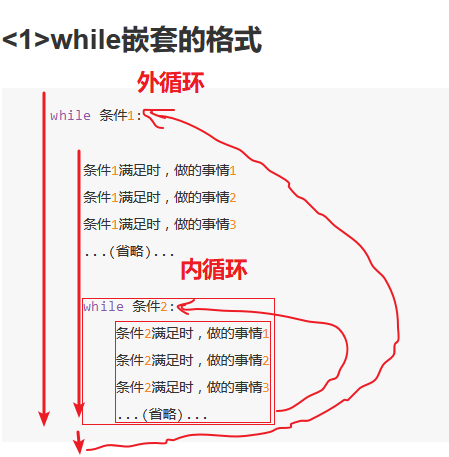 <1>while嵌套的格式
外循环
while 条件1:
条件1满足时，做的事情1
条件1满足时，做的事情2
条件1满足时，做的事情3
...(省略)...
内循环
while 条件2:
条件2满足时，做的事情1
条件2满足时，做的事情2
条件2满足时，做的事情3
...(省略)...